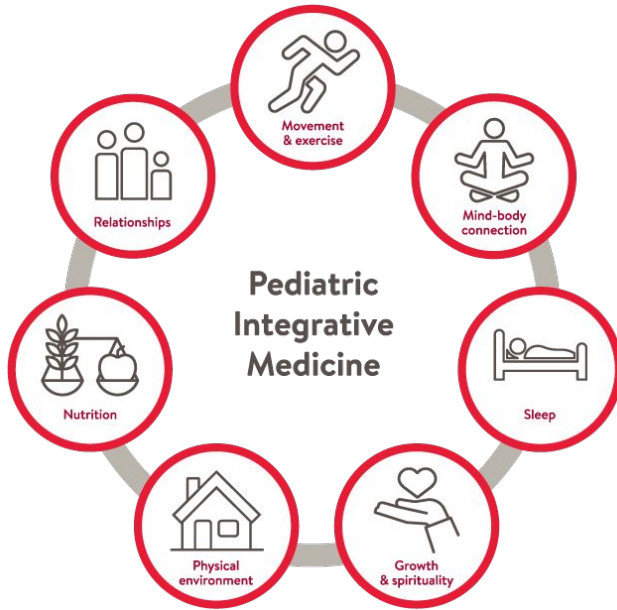 Movement
& exercise
Mind-body
connection
Sleep
Growth
& spirituality
Physical
environment
Nutrition
Relationships
Pediatric
Integrative
Medicine